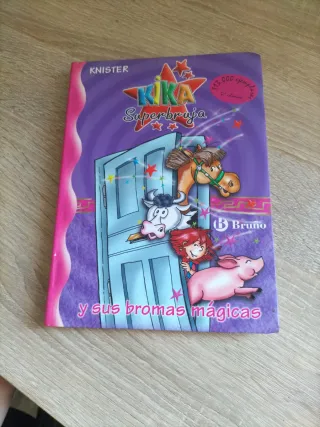 KNISTER
KIKA
Superbruja
Bruño
y sus bromas mágicas